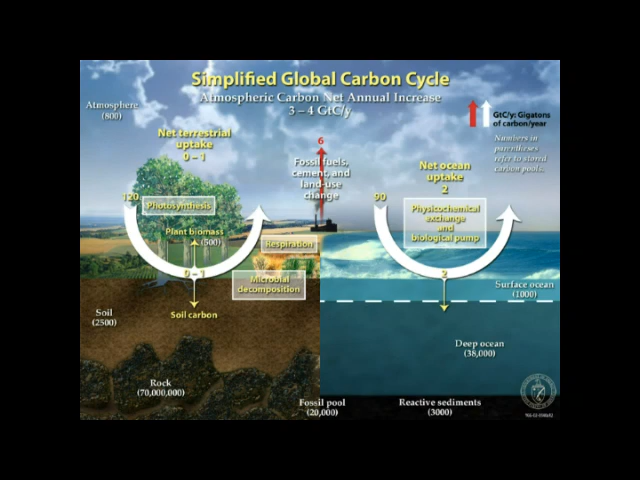 Simplified Global Carbon Cycle
Atmospheric Carbon Net Annual Increase
3 – 4 GtC/y
Atmosphere
(800)
GtC/y: Gigatons
of carbon/year
Numbers in
parentheses
refer to stored
carbon pools.
Net terrestrial
uptake
0 – 1
6
Fossil fuels,
cement, and
land-use
change
Net ocean
uptake
2
120
Photosynthesis
90
Physicochemical
exchange
and
biological pump
Plant biomass
(500)
Respiration
0 – 1
Microbial
decomposition
2
Surface ocean
(1000)
Soil
(2500)
Soil carbon
Deep ocean
(38,000)
Rock
(70,000,000)
Fossil pool
(20,000)
Reactive sediments
(3000)